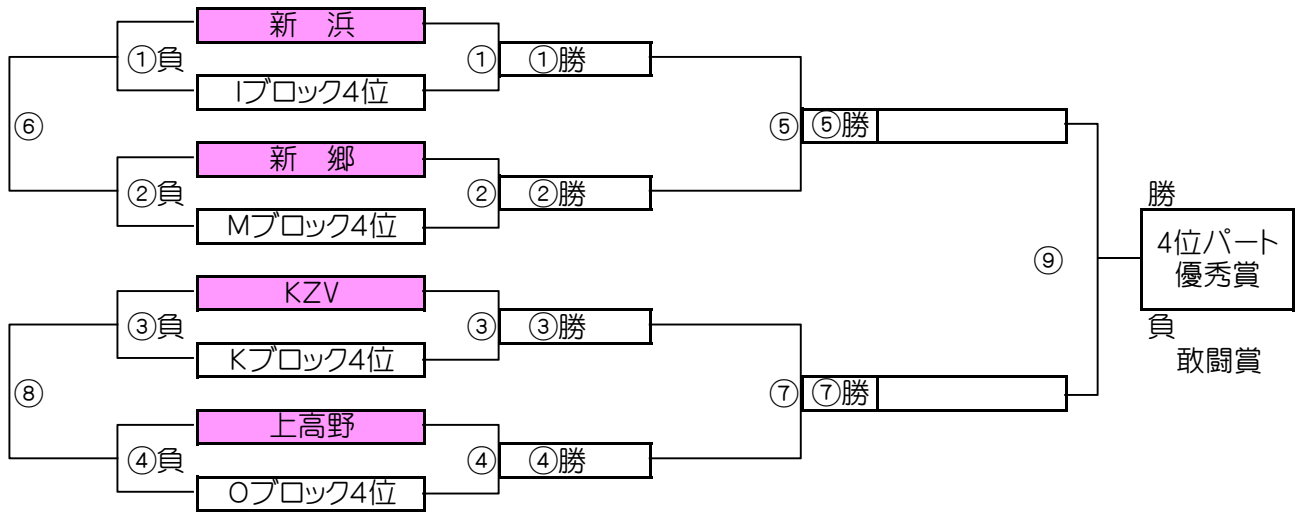 新　浜
①負
①
①勝
Iブロック4位
⑥
⑤
⑤勝
新　郷
②負
②
②勝
Mブロック4位
勝
4位パート
優秀賞
⑨
KZV
③負
③
③勝
負
敢闘賞
Kブロック4位
⑧
⑦
⑦勝
上高野
④負
④
④勝
Oブロック4位